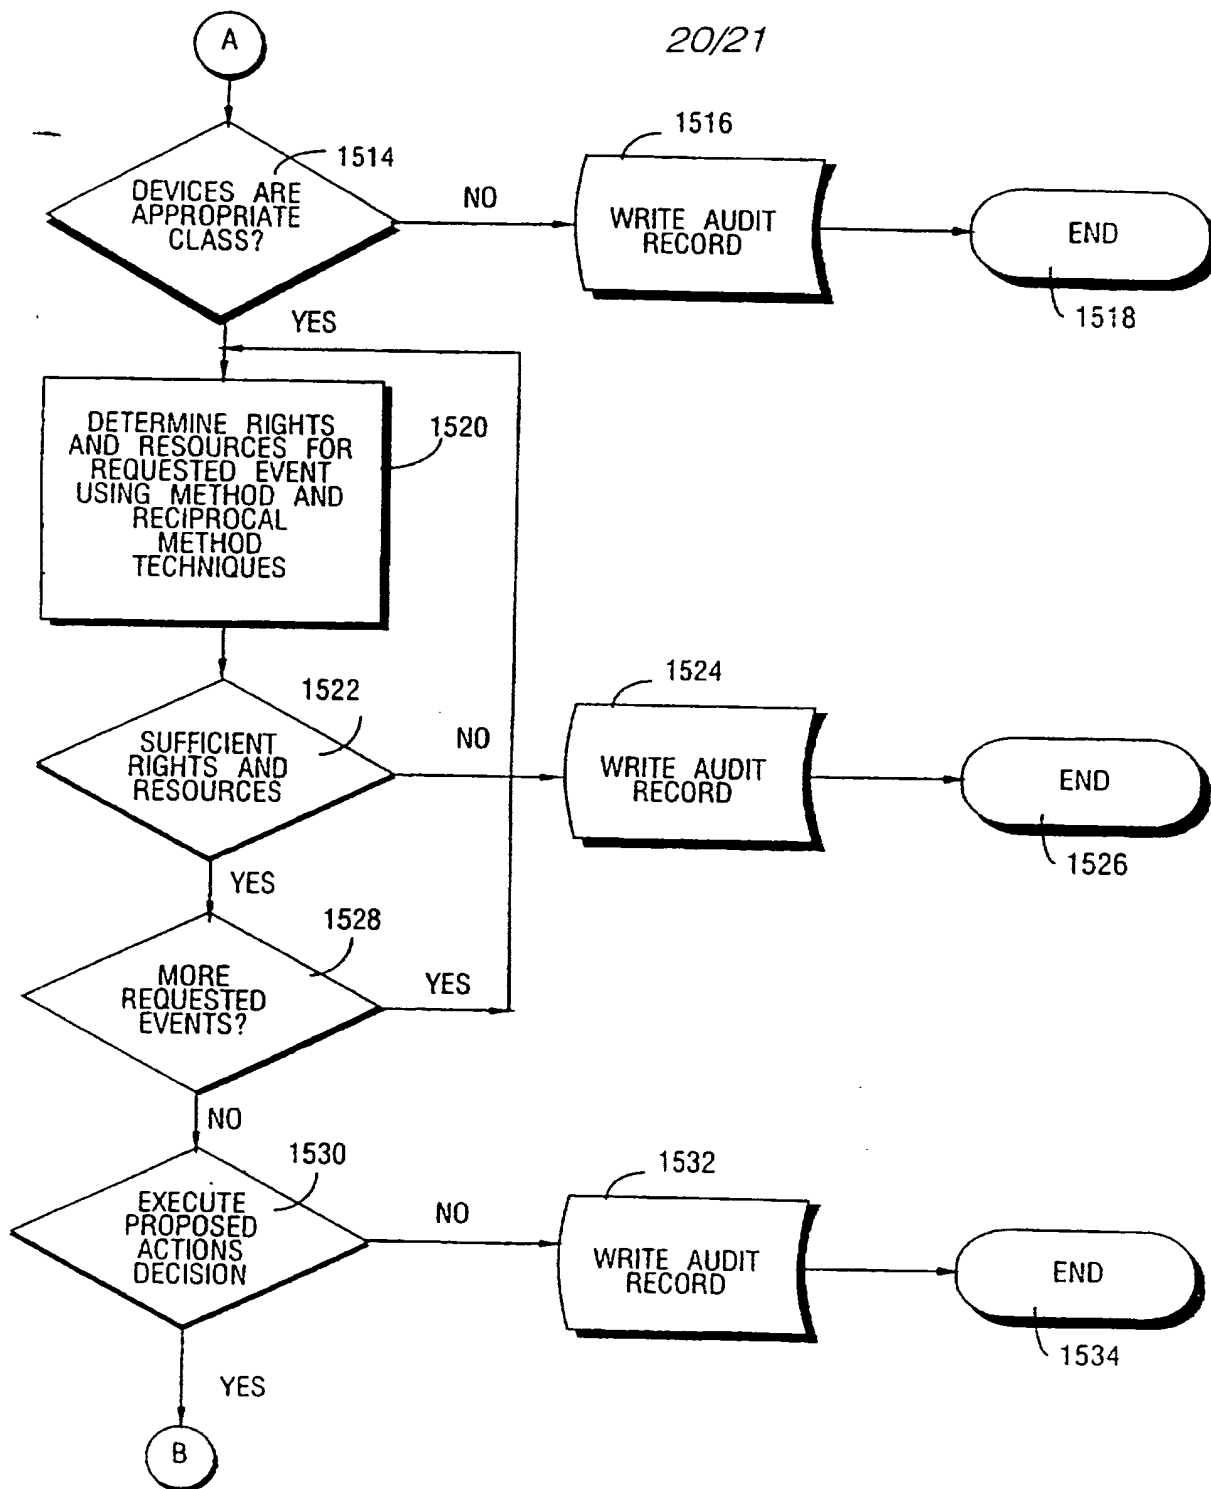 A
20/21
1514
DEVICES ARE
APPROPRIATE
CLASS?
NO
1516
WRITE AUDIT
RECORD
END
1518
YES
DETERMINE RIGHTS
AND RESOURCES FOR
REQUESTED EVENT
USING METHOD AND
RECIPROCAL
METHOD
TECHNIQUES
1520
1522
SUFFICIENT
RIGHTS AND
RESOURCES
NO
1524
WRITE AUDIT
RECORD
END
1526
YES
1528
MORE
REQUESTED
EVENTS?
YES
NO
1530
EXECUTE
PROPOSED
ACTIONS
DECISION
NO
1532
WRITE AUDIT
RECORD
END
1534
YES
B